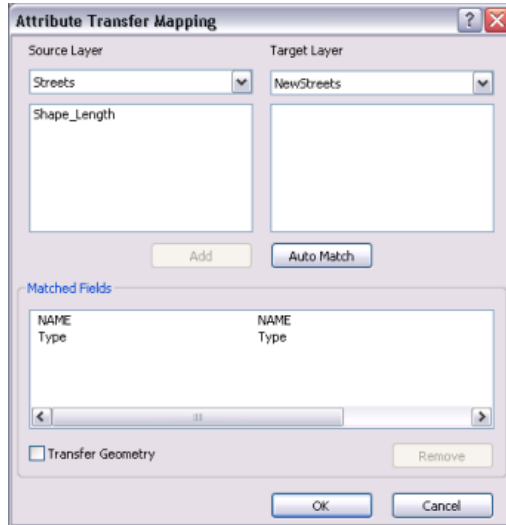 Attribute Transfer Mapping
Source Layer Target Layer
Streets NewStreets
Shape_Length
Add Auto Match
Matched Fields
NAME NAME
Type Type
Transfer Geometry Remove
OK Cancel